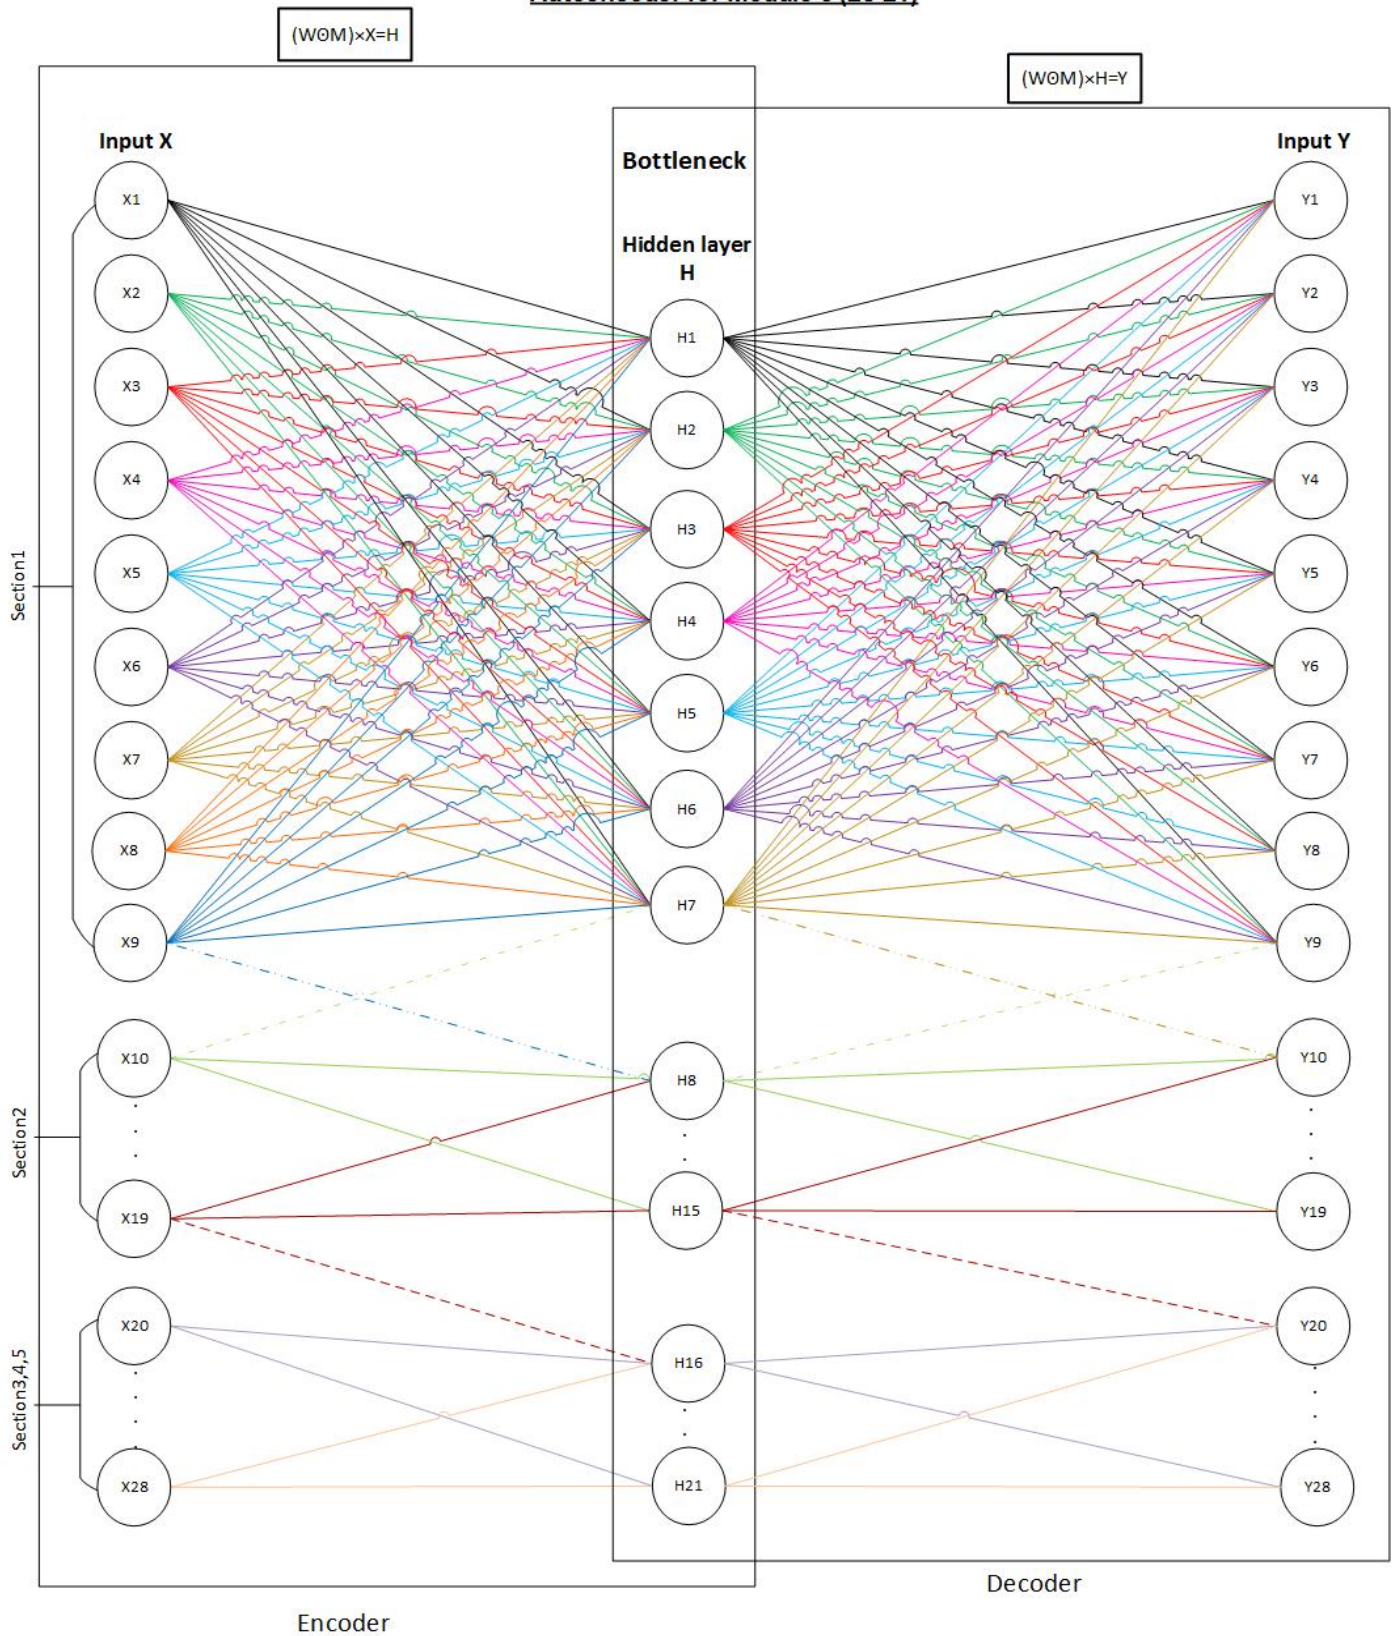 (WʘM)×X=H
(WʘM)×H=Y
Input X
Bottleneck
Input Y
Hidden layer
H
X1
X2
X3
X4
X5
X6
X7
X8
X9
X10
X19
X20
X28
H1
H2
H3
H4
H5
H6
H7
H8
H15
H16
H21
Y1
Y2
Y3
Y4
Y5
Y6
Y7
Y8
Y9
Y10
Y19
Y20
Y28
Section1
Section2
Section3,4,5
Decoder
Encoder